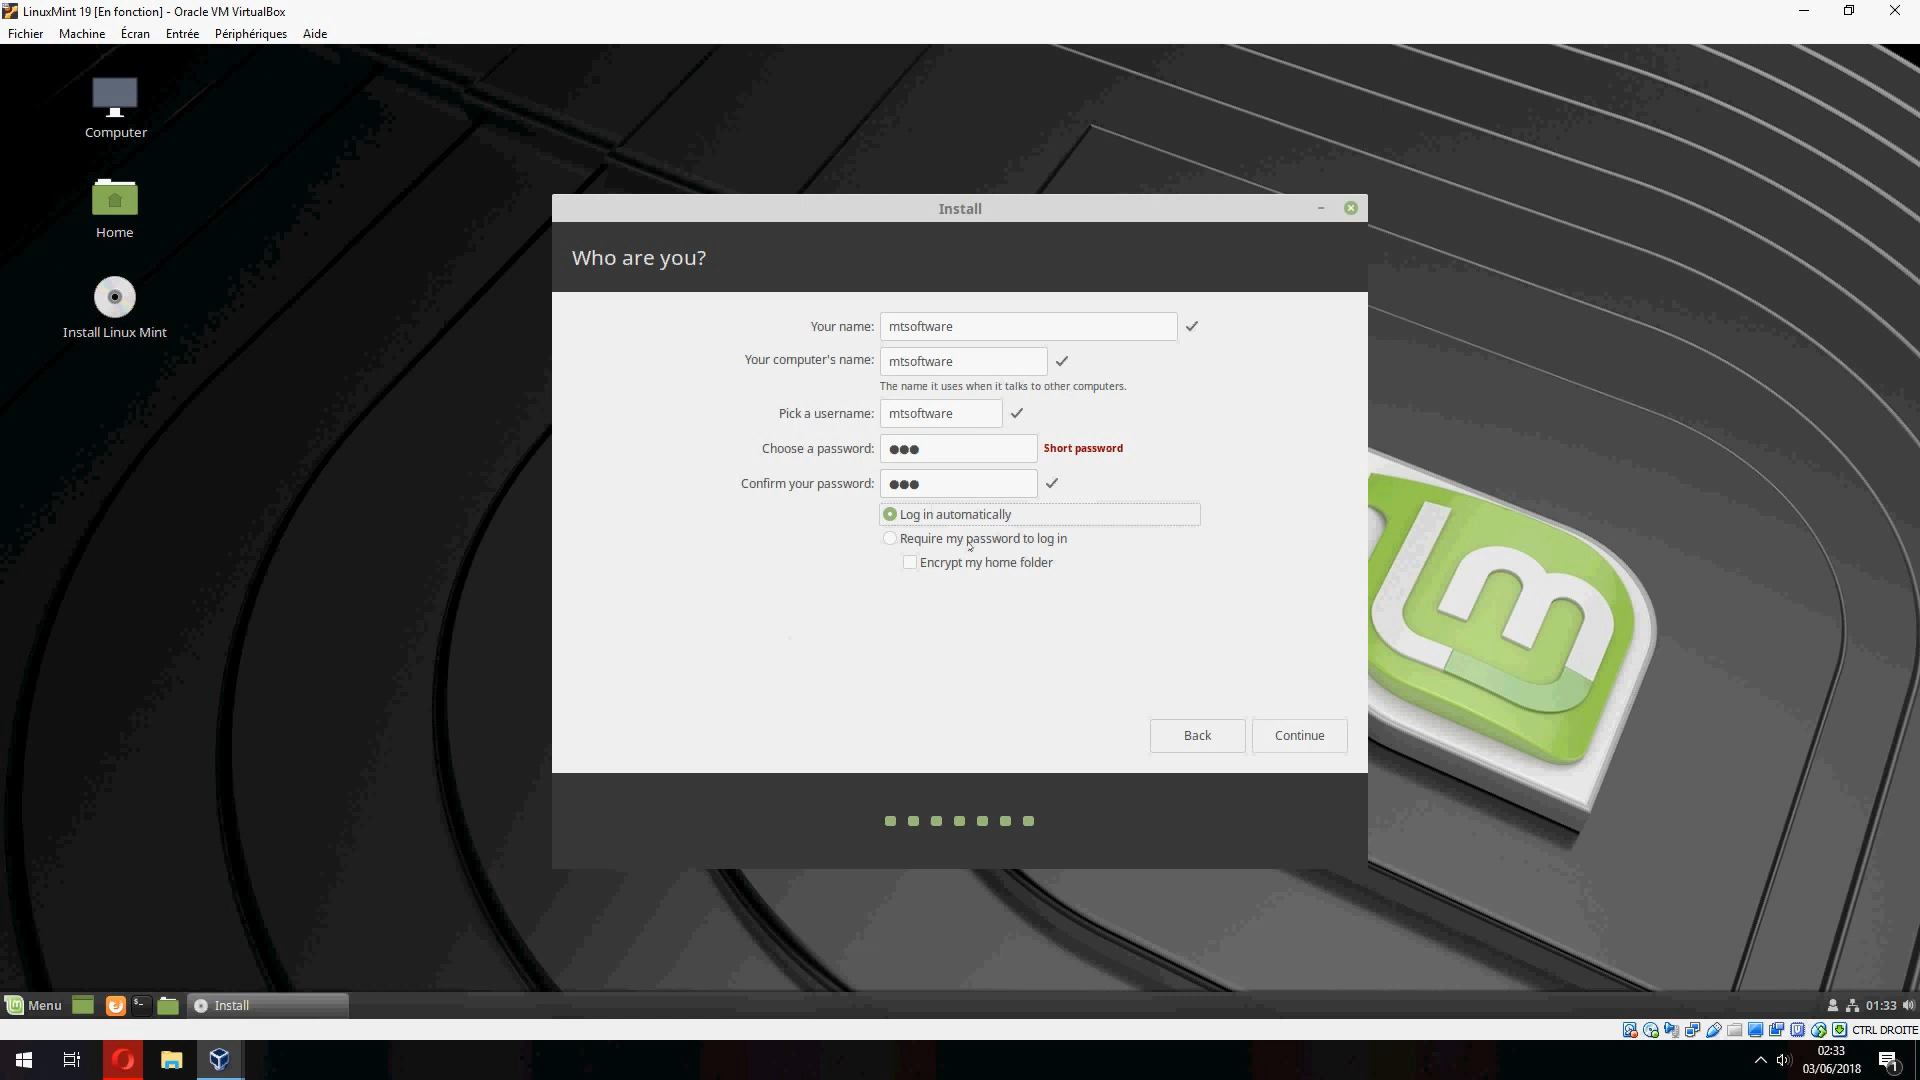 LinuxMint 19 [En fonction] - Oracle VM VirtualBox
Fichier Machine Écran Entrée Périphériques Aide
Computer
Home
Install Linux Mint
Install
Who are you?
Your name: mtsoftware
Your computer's name: mtsoftware
The name it uses when it talks to other computers.
Pick a username: mtsoftware
Choose a password: ●●● Short password
Confirm your password: ●●●
Log in automatically
Require my password to log in
Encrypt my home folder
Back Continue
Menu Install 01:33
CTRL DROITE
02:33
03/06/2018
1